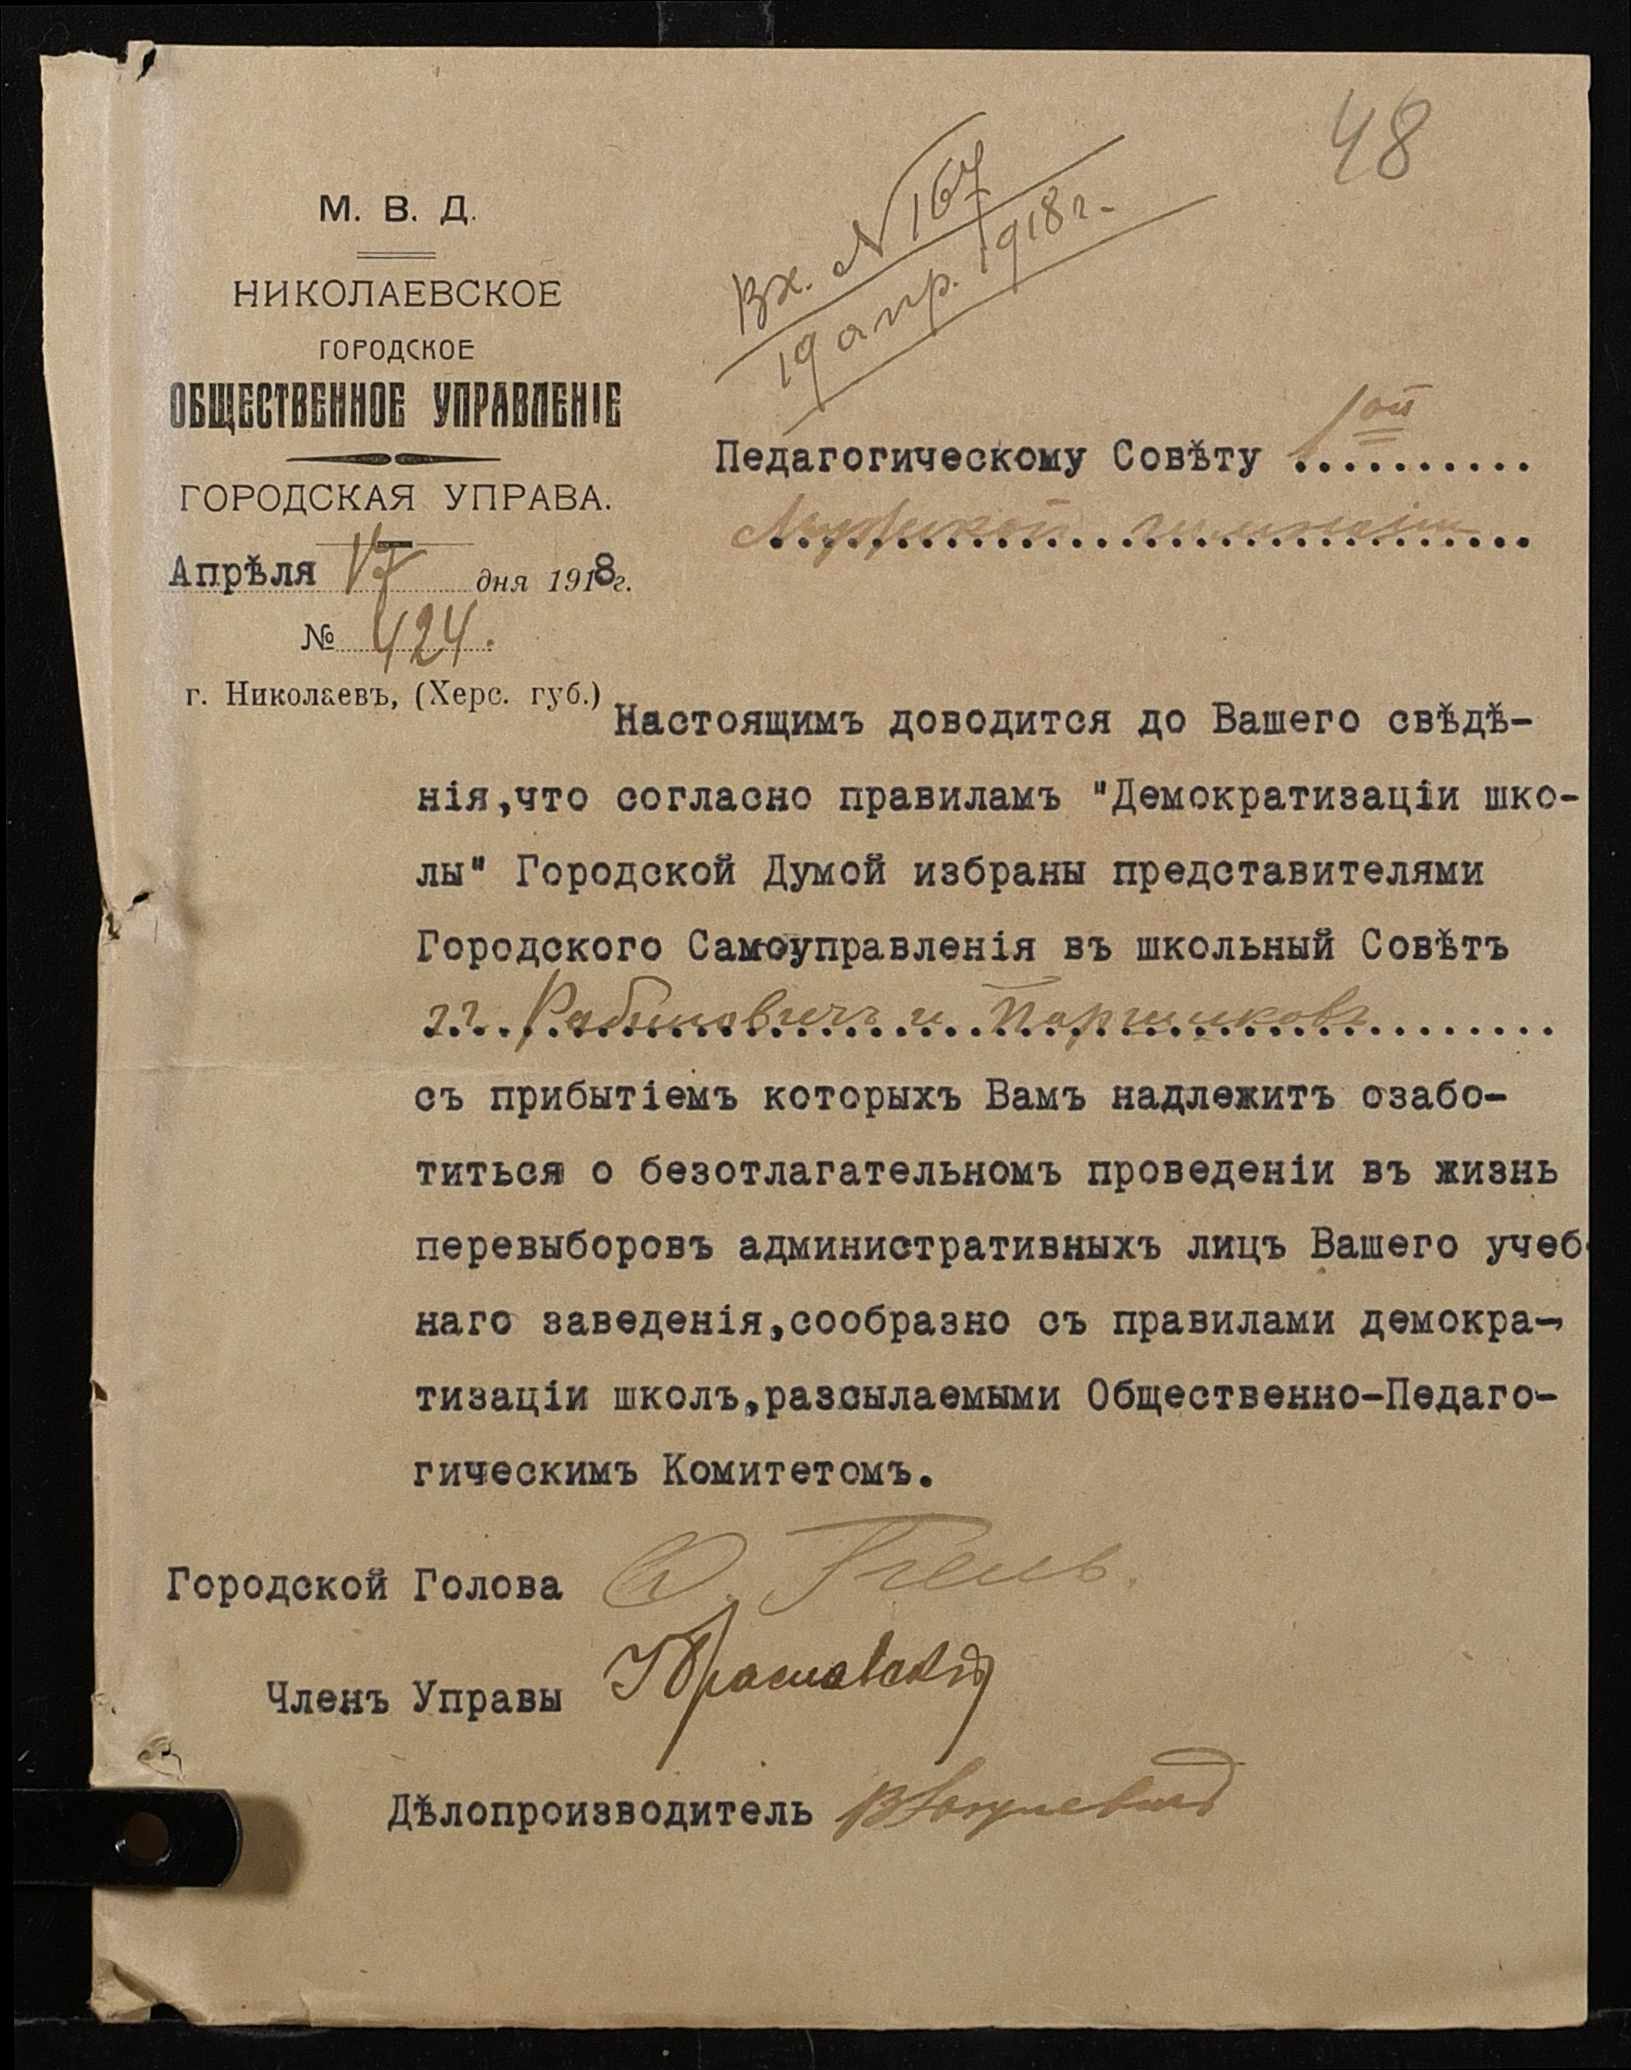 48
Вх. № 167
19 апр. 1918 г.
М. В. Д.
НИКОЛАЕВСКОЕ
ГОРОДСКОЕ
ОБЩЕСТВЕННОЕ УПРАВЛЕНІЕ
ГОРОДСКАЯ УПРАВА.
Апрѣля 17 дня 1918г.
№ 424.
г. Николаевъ, (Херс. губ.)
Педагогическому Совѣту 1ой
Мужской гимназіи
Настоящимъ доводится до Вашего свѣдѣ-
нія,что согласно правиламъ "Демократизаціи шко-
лы" Городской Думой избраны представителями
Городского Самоуправленія въ школьный Совѣтъ
гг. Рабиновичъ и Паршиковъ
съ прибытіемъ которыхъ Вамъ надлежитъ озабо-
титься о безотлагательномъ проведеніи въ жизнь
перевыборовъ административныхъ лицъ Вашего учеб-
наго заведенія,сообразно съ правилами демокра-
тизаціи школъ,разсылаемыми Общественно-Педаго-
гическимъ Комитетомъ.
Городской Голова
Членъ Управы
Дѣлопроизводитель